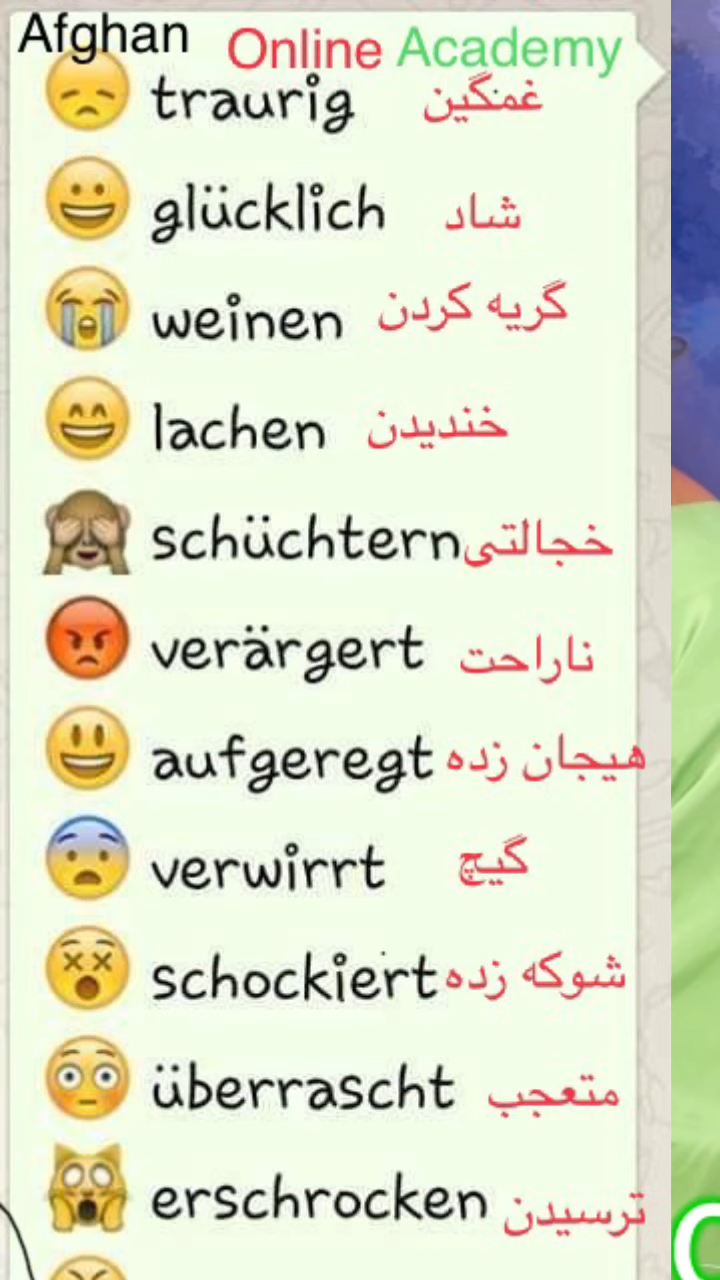 Afghan Online Academy
traurig غمگین
glücklich شاد
weinen گریه کردن
lachen خندیدن
schüchtern خجالتی
verärgert ناراحت
aufgeregt هیجان زده
verwirrt گیچ
schockiert شوکه زده
überrascht متعجب
erschrocken ترسیدن